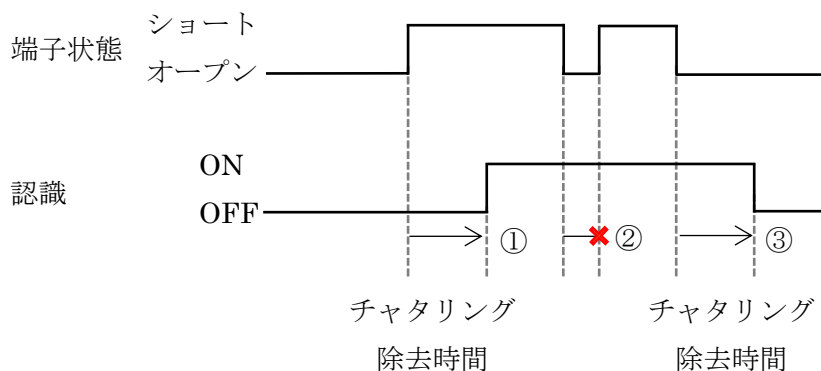 ショート
端子状態
オープン
ON
認識
OFF
① ② ③
チャタリング チャタリング
除去時間 除去時間